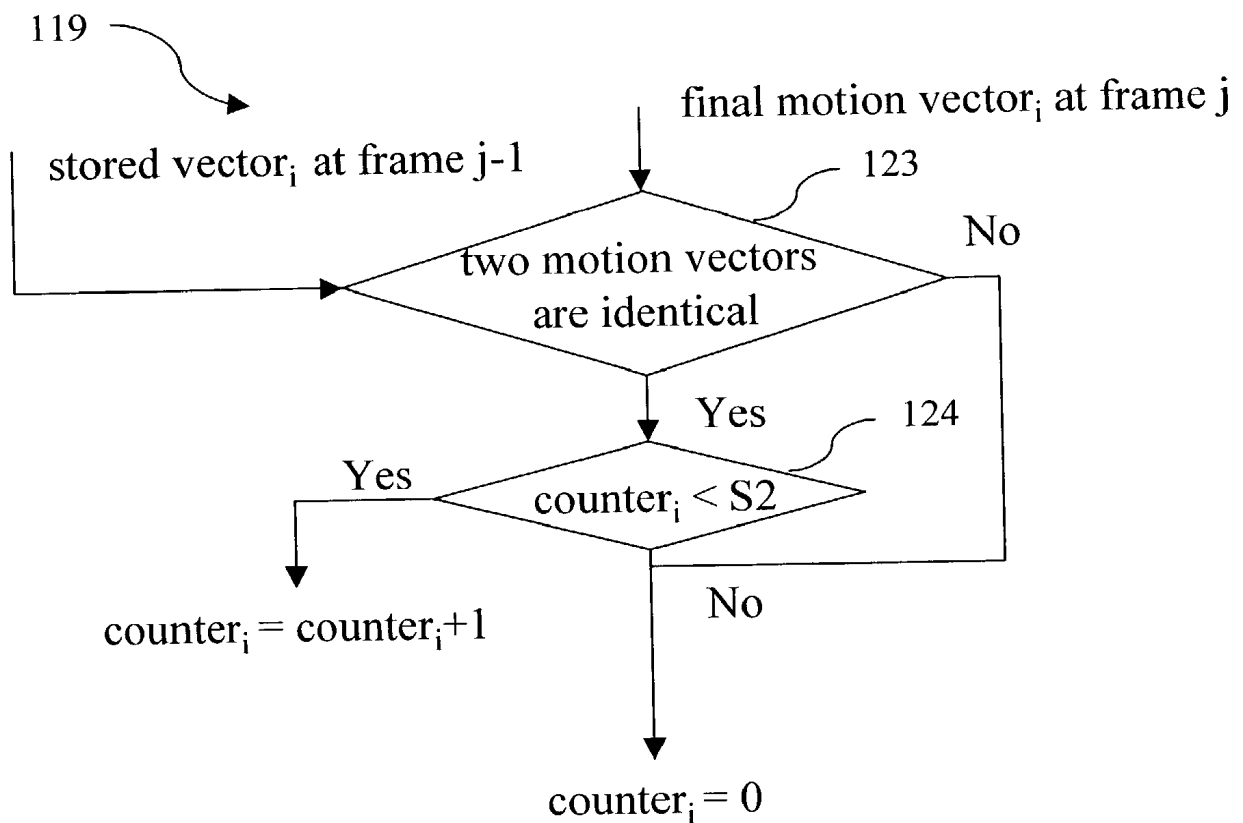 119
final motion vectorᵢ at frame j
stored vectorᵢ at frame j-1
123
No
two motion vectors
are identical
Yes
124
Yes
counterᵢ < S2
No
counterᵢ = counterᵢ+1
counterᵢ = 0